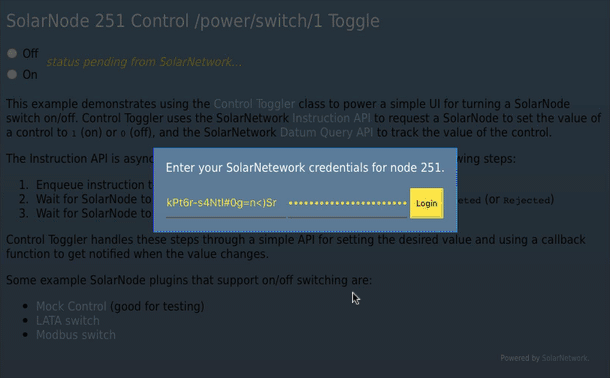 SolarNode 251 Control /power/switch/1 Toggle
Off
status pending from SolarNetwork...
On
This example demonstrates using the Control Toggler class to power a simple UI for turning a SolarNode
switch on/off. Control Toggler uses the SolarNetwork Instruction API to request a SolarNode to set the value of
a control to 1 (on) or 0 (off), and the SolarNetwork Datum Query API to track the value of the control.
The Instruction API is async wing steps:
Enter your SolarNetework credentials for node 251.
1. Enqueue instruction t
2. Wait for SolarNode to eted (or Rejected)
3. Wait for SolarNode to
kPt6r-s4Ntl#0g=n<)Sr
Login
Control Toggler handles these steps through a simple API for setting the desired value and using a callback
function to get notified when the value changes.
Some example SolarNode plugins that support on/off switching are:
Mock Control (good for testing)
LATA switch
Modbus switch
Powered by SolarNetwork.